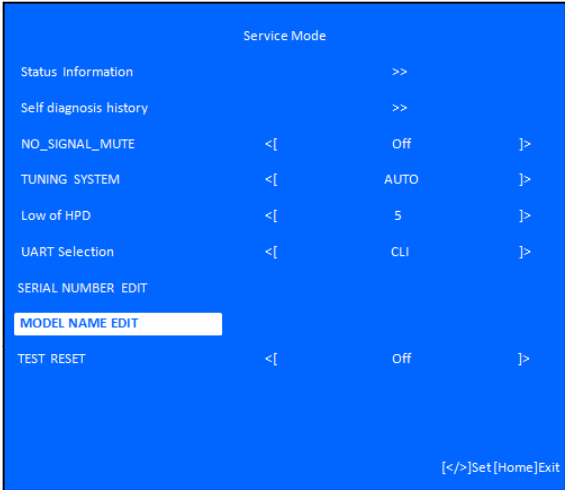 Service Mode
Status Information >>
Self diagnosis history >>
NO_SIGNAL_MUTE <[ Off ]>
TUNING SYSTEM <[ AUTO ]>
Low of HPD <[ 5 ]>
UART Selection <[ CLI ]>
SERIAL NUMBER EDIT
MODEL NAME EDIT
TEST RESET <[ Off ]>
[</>]Set[Home]Exit